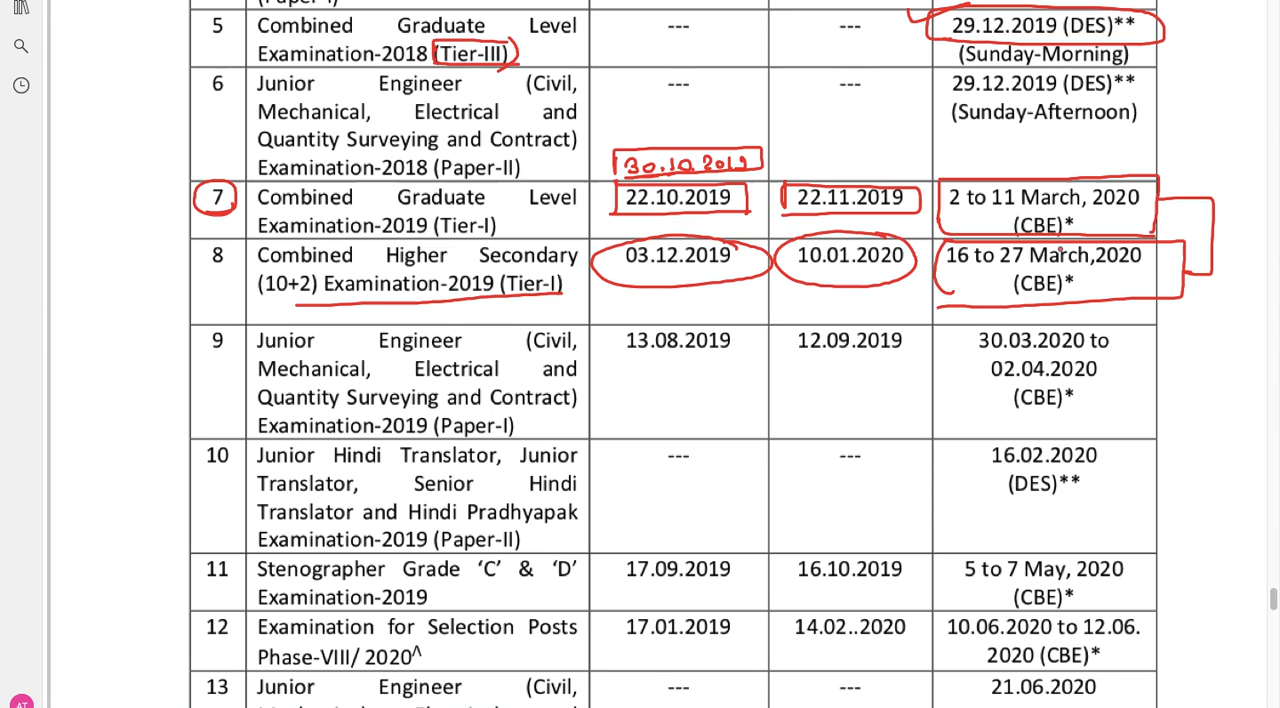 5 Combined Graduate Level --- --- 29.12.2019 (DES)**
Examination-2018 (Tier-III) (Sunday-Morning)
6 Junior Engineer (Civil, --- --- 29.12.2019 (DES)**
Mechanical, Electrical and (Sunday-Afternoon)
Quantity Surveying and Contract)
Examination-2018 (Paper-II) 30.10.2019
7 Combined Graduate Level 22.10.2019 22.11.2019 2 to 11 March, 2020
Examination-2019 (Tier-I) (CBE)*
8 Combined Higher Secondary 03.12.2019 10.01.2020 16 to 27 March,2020
(10+2) Examination-2019 (Tier-I) (CBE)*
9 Junior Engineer (Civil, 13.08.2019 12.09.2019 30.03.2020 to
Mechanical, Electrical and 02.04.2020
Quantity Surveying and Contract) (CBE)*
Examination-2019 (Paper-I)
10 Junior Hindi Translator, Junior --- --- 16.02.2020
Translator, Senior Hindi (DES)**
Translator and Hindi Pradhyapak
Examination-2019 (Paper-II)
11 Stenographer Grade ‘C’ & ‘D’ 17.09.2019 16.10.2019 5 to 7 May, 2020
Examination-2019 (CBE)*
12 Examination for Selection Posts 17.01.2019 14.02..2020 10.06.2020 to 12.06.
Phase-VIII/ 2020^ 2020 (CBE)*
13 Junior Engineer (Civil, --- --- 21.06.2020
AT